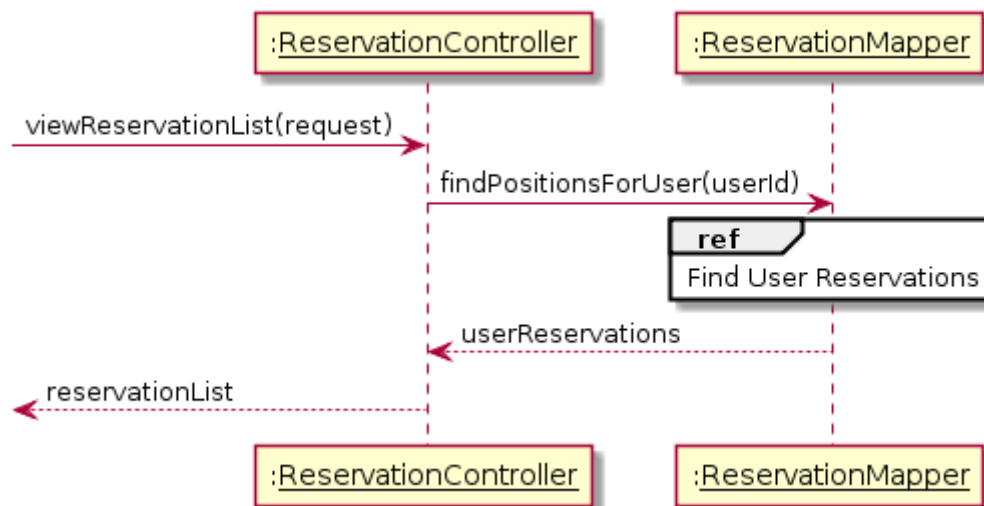 :ReservationController :ReservationMapper
viewReservationList(request)
findPositionsForUser(userId)
ref
Find User Reservations
userReservations
reservationList
:ReservationController :ReservationMapper